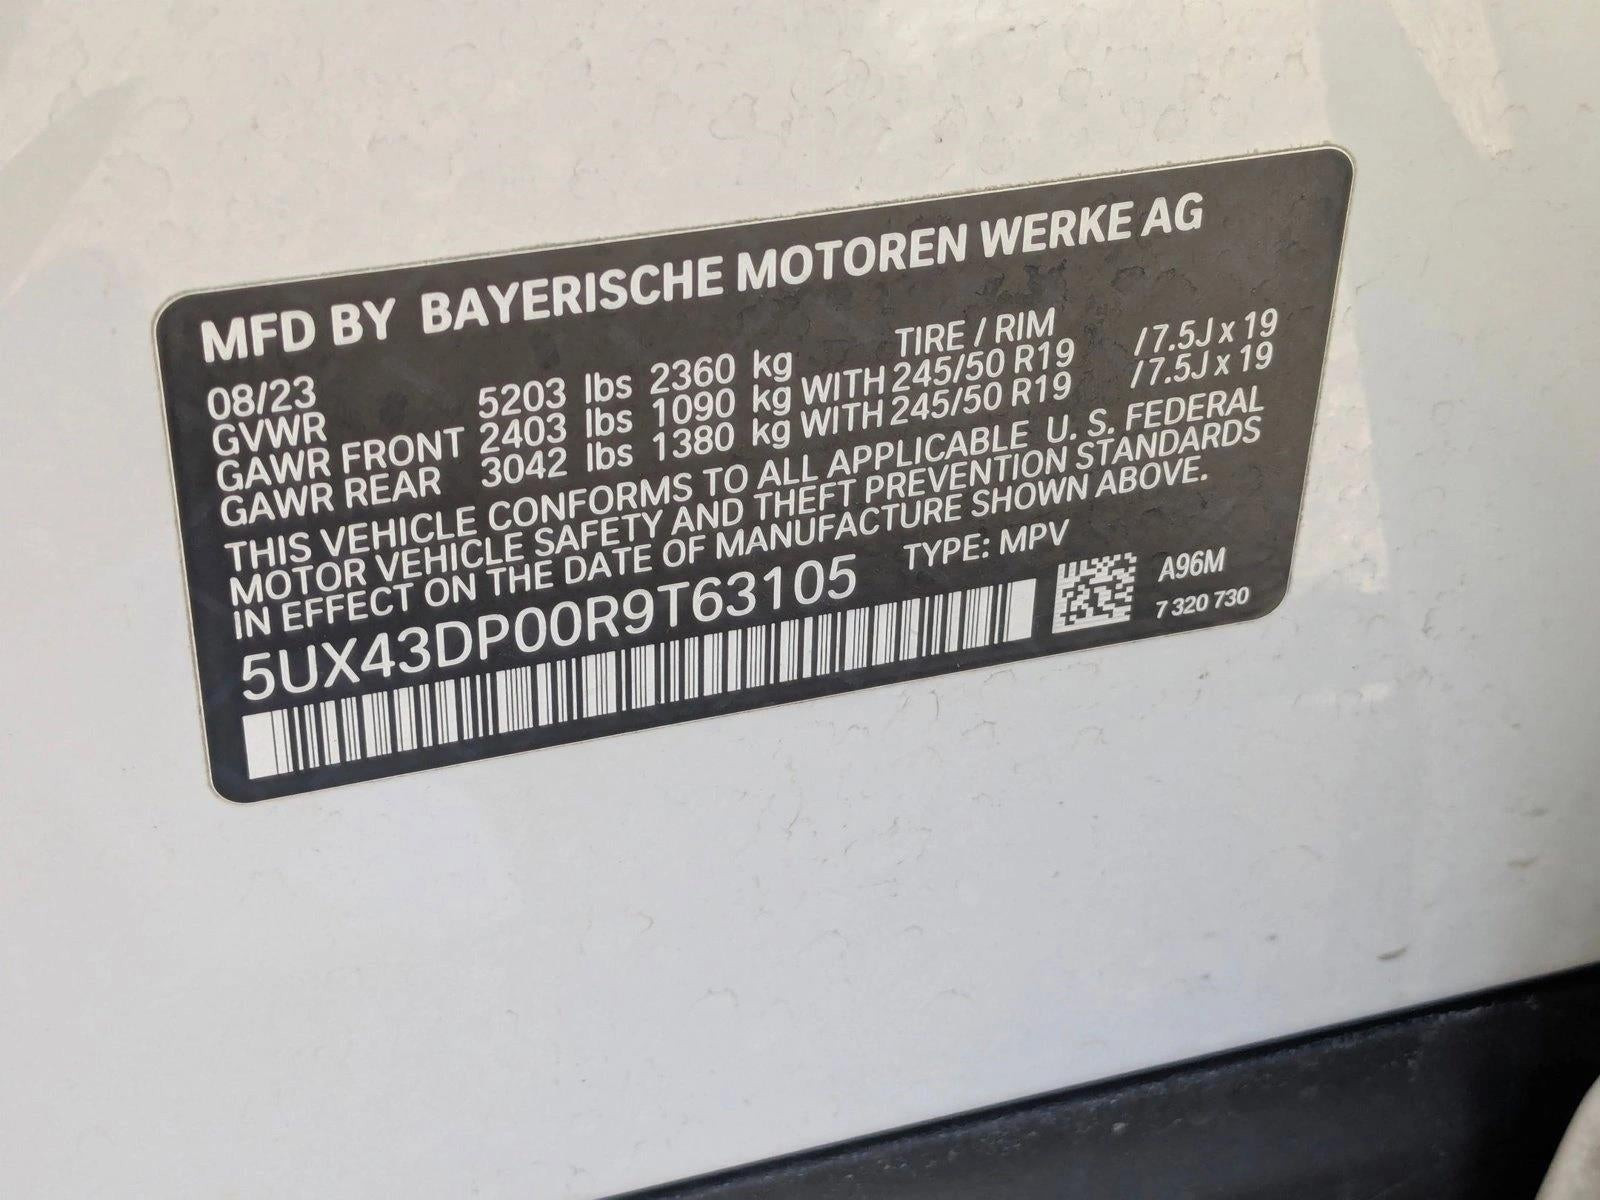 MFD BY BAYERISCHE MOTOREN WERKE AG
08/23 TIRE / RIM
GVWR 5203 lbs 2360 kg
GAWR FRONT 2403 lbs 1090 kg WITH 245/50 R19 / 7.5J x 19
GAWR REAR 3042 lbs 1380 kg WITH 245/50 R19 / 7.5J x 19
THIS VEHICLE CONFORMS TO ALL APPLICABLE U. S. FEDERAL
MOTOR VEHICLE SAFETY AND THEFT PREVENTION STANDARDS
IN EFFECT ON THE DATE OF MANUFACTURE SHOWN ABOVE.
5UX43DP00R9T63105 TYPE: MPV
A96M
7 320 730